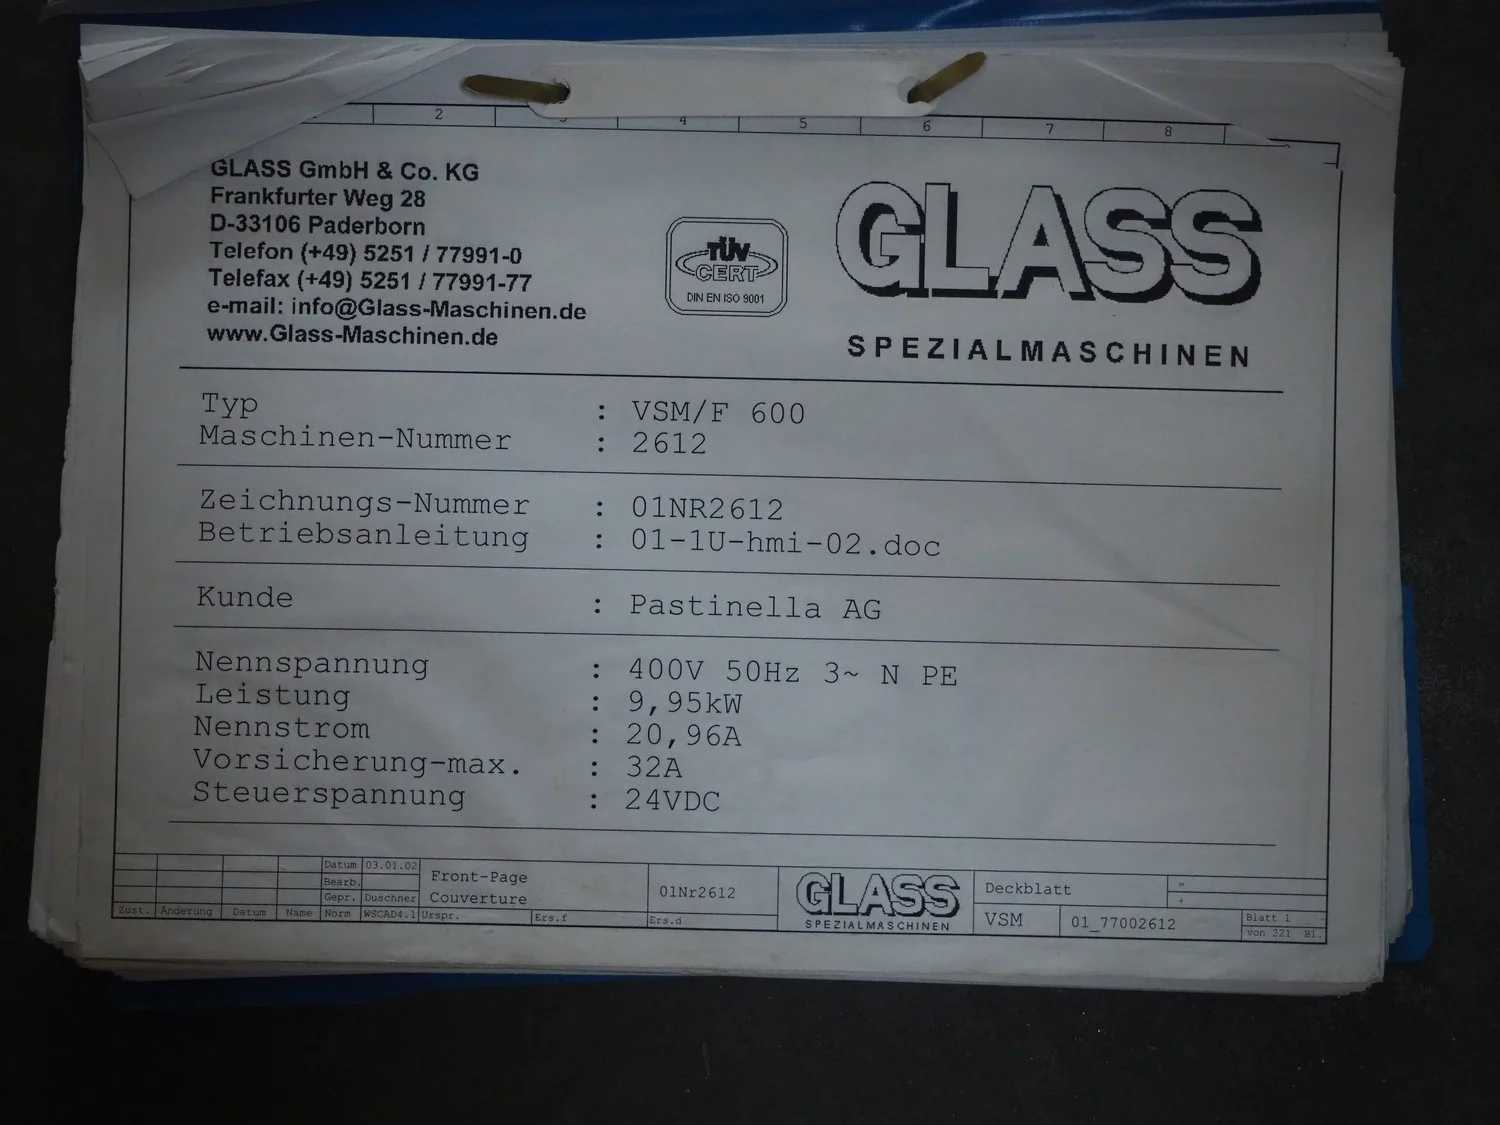 2 3 4 5 6 7 8
GLASS GmbH & Co. KG
Frankfurter Weg 28
D-33106 Paderborn
Telefon (+49) 5251 / 77991-0
Telefax (+49) 5251 / 77991-77
e-mail: info@Glass-Maschinen.de
www.Glass-Maschinen.de
TÜV
CERT
DIN EN ISO 9001
GLASS
SPEZIALMASCHINEN
Typ : VSM/F 600
Maschinen-Nummer : 2612
Zeichnungs-Nummer : 01NR2612
Betriebsanleitung : 01-1U-hmi-02.doc
Kunde : Pastinella AG
Nennspannung : 400V 50Hz 3~ N PE
Leistung : 9,95kW
Nennstrom : 20,96A
Vorsicherung-max. : 32A
Steuerspannung : 24VDC
Datum 03.01.02
Bearb.
Gepr. Duschner
Zust. Änderung Datum Name Norm WSCAD4.1 Urspr. Ers.f Ers.d
Front-Page
Couverture
01Nr2612
GLASS
SPEZIALMASCHINEN
Deckblatt
=
+
VSM 01_77002612
Blatt 1
von 221 Bl.